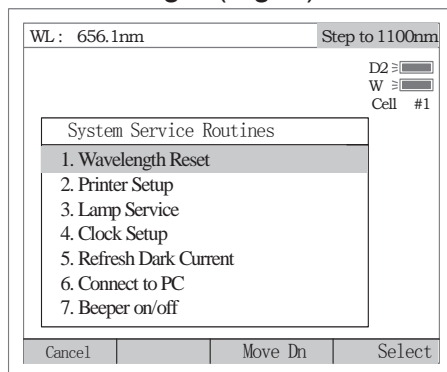 WL: 656.1nm Step to 1100nm
D2
W
Cell #1
System Service Routines
1. Wavelength Reset
2. Printer Setup
3. Lamp Service
4. Clock Setup
5. Refresh Dark Current
6. Connect to PC
7. Beeper on/off
Cancel Move Dn Select